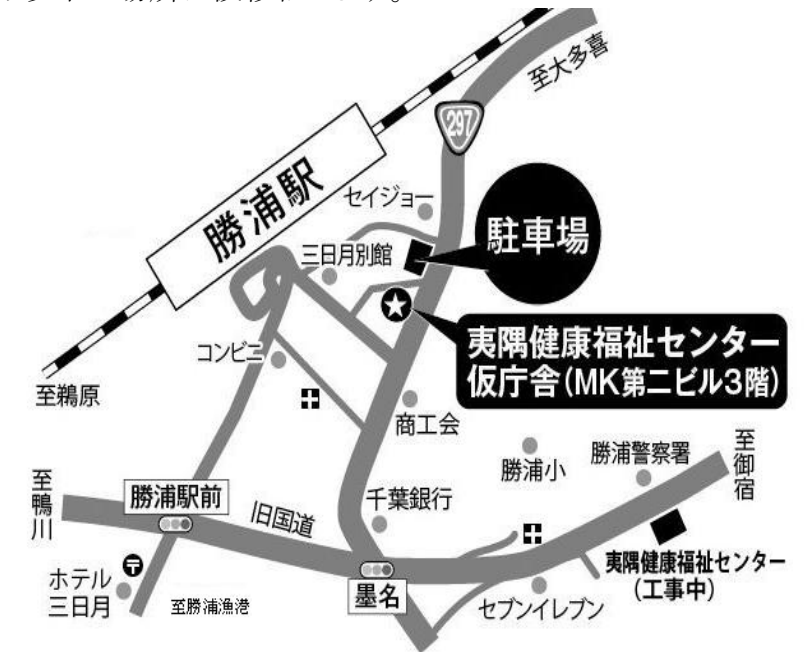 至大多喜
297
勝浦駅
セイジョー
駐車場
三日月別館
夷隅健康福祉センター
仮庁舎(MK第二ビル3階)
コンビニ
至鵜原
商工会
勝浦小
勝浦警察署
至御宿
至鴨川
勝浦駅前
旧国道
千葉銀行
夷隅健康福祉センター
(工事中)
ホテル
三日月
至勝浦漁港
墨名
セブンイレブン